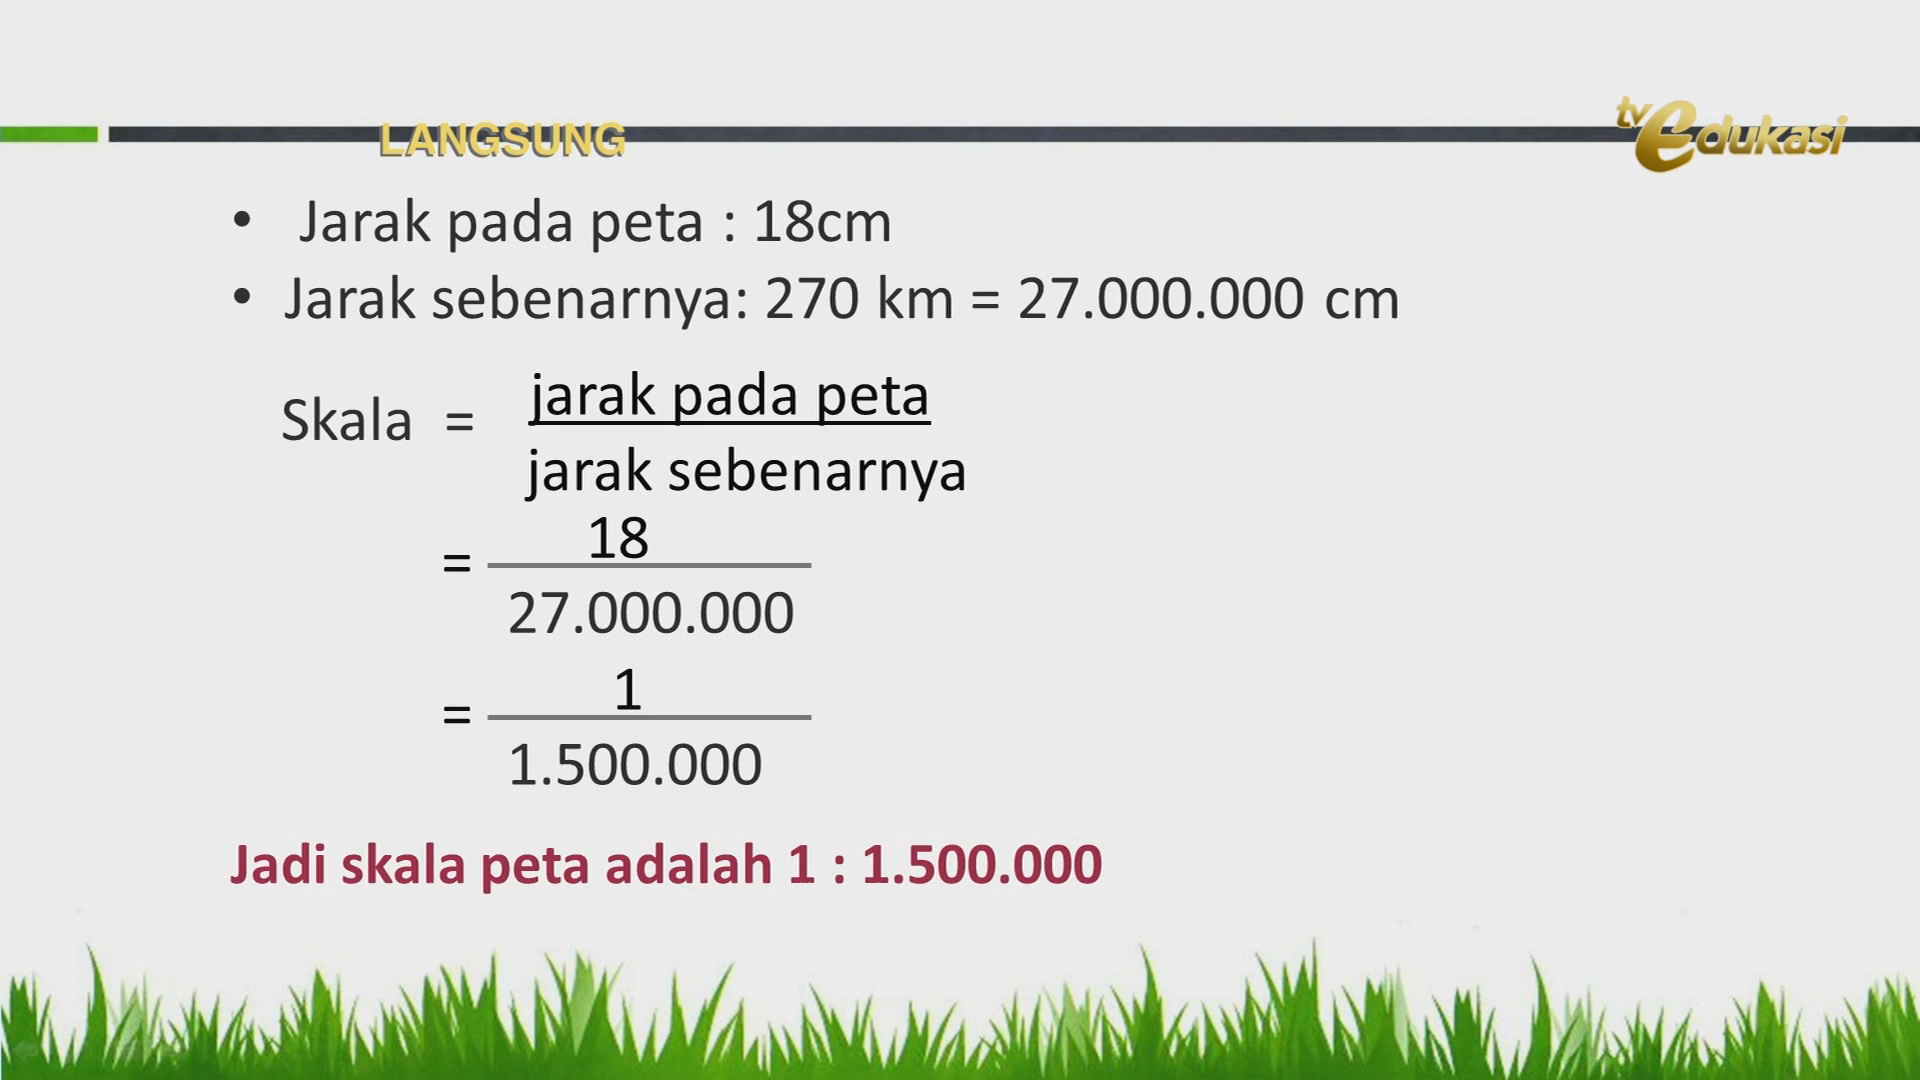 LANGSUNG
tv edukasi
• Jarak pada peta : 18cm
• Jarak sebenarnya: 270 km = 27.000.000 cm
Skala = jarak pada peta
jarak sebenarnya
18
=
27.000.000
1
=
1.500.000
Jadi skala peta adalah 1 : 1.500.000